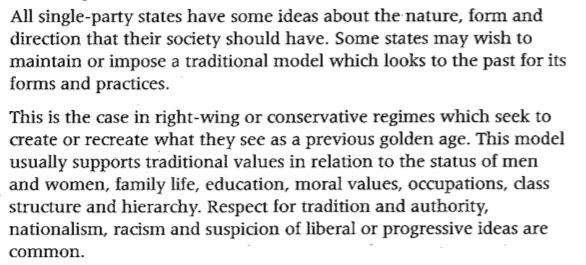 All single-party states have some ideas about the nature, form and
direction that their society should have. Some states may wish to
maintain or impose a traditional model which looks to the past for its
forms and practices.
This is the case in right-wing or conservative regimes which seek to
create or recreate what they see as a previous golden age. This model
usually supports traditional values in relation to the status of men
and women, family life, education, moral values, occupations, class
structure and hierarchy. Respect for tradition and authority,
nationalism, racism and suspicion of liberal or progressive ideas are
common.